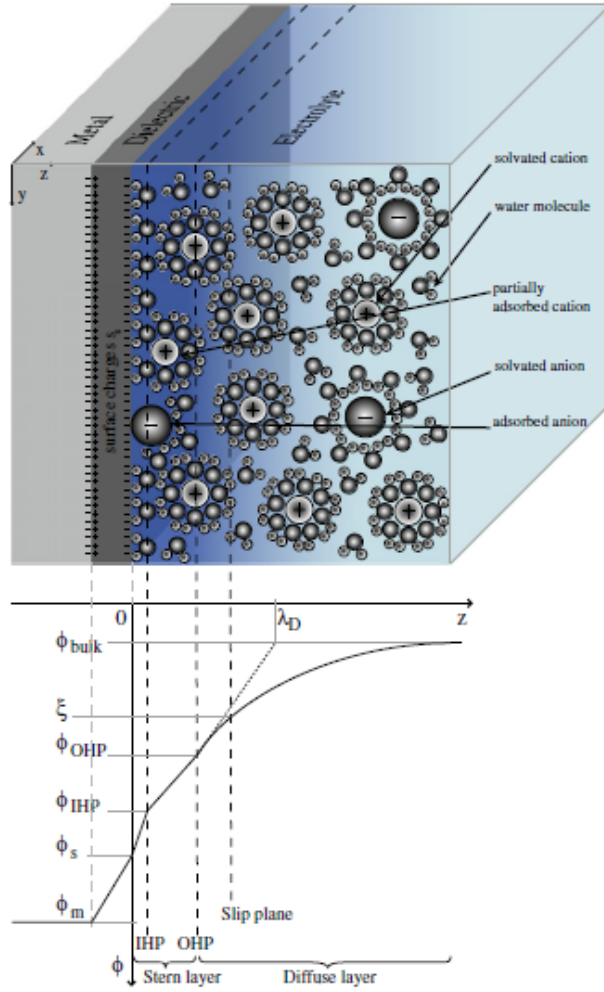 Metal
Dielectric
Electrolyte
x
z
y
solvated cation
water molecule
partially
adsorbed cation
solvated anion
adsorbed anion
surface charges
+
+
+
+
+
+
+
+
+
−
−
−
0
λD
z
ϕbulk
ξ
ϕOHP
ϕIHP
ϕs
ϕm
Slip plane
IHP
OHP
ϕ
Stern layer
Diffuse layer